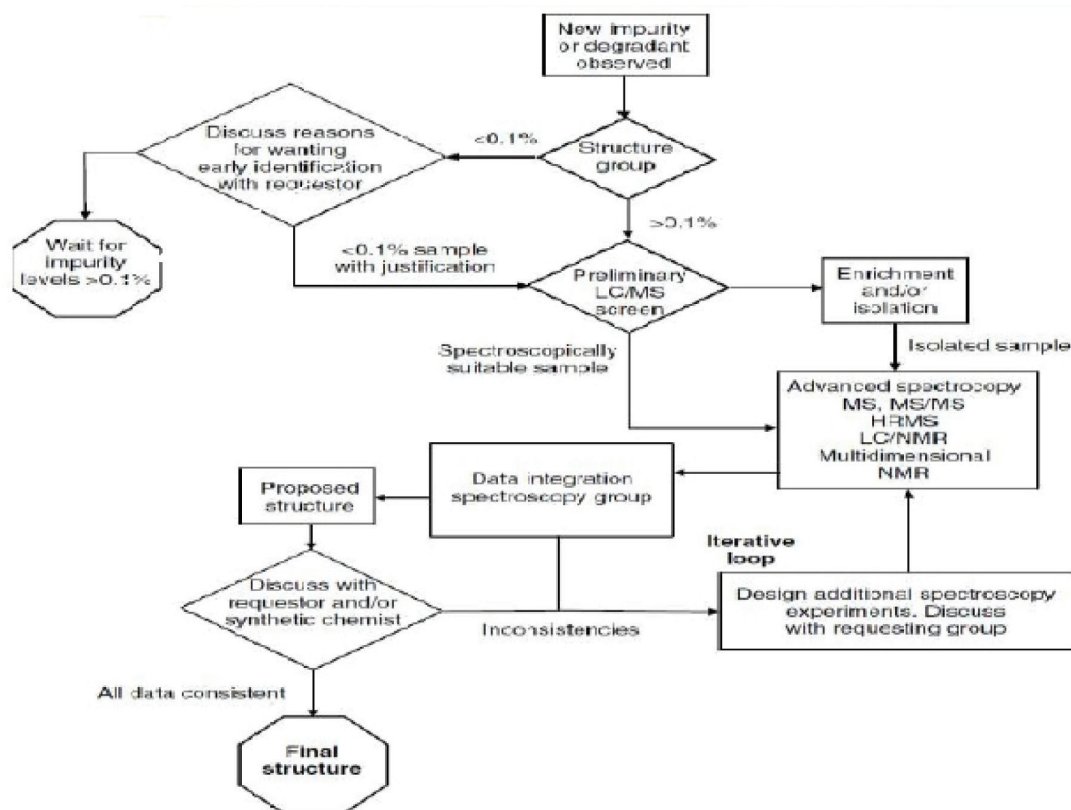 New impurity
or degradant
observed
Discuss reasons
for wanting
early identification
with requestor
<0.1%
Structure
group
>0.1%
Wait for
impurity
levels >0.1%
<0.1% sample
with justification
Preliminary
LC/MS
screen
Enrichment
and/or
isolation
Spectroscopically
suitable sample
Isolated sample
Advanced spectrocopy
MS, MS/MS
HRMS
LC/NMR
Multidimensional
NMR
Proposed
structure
Data integration
spectroscopy group
Iterative
loop
Discuss with
requestor and/or
synthetic chemist
Inconsistencies
Design additional spectroscopy
experiments. Discuss
with requesting group
All data consistent
Final
structure